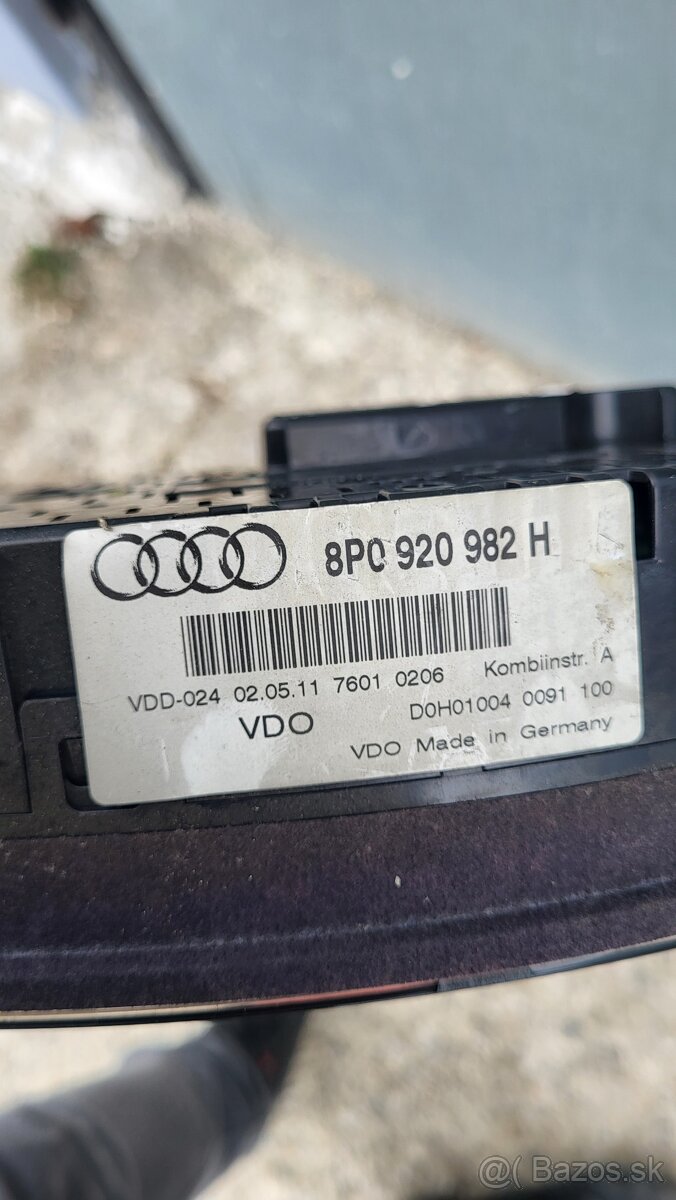 8P0 920 982 H
VDD-024 02.05.11 7601 0206 Kombiinstr. A
VDO D0H01004 0091 100
VDO Made in Germany
@( Bazos.sk